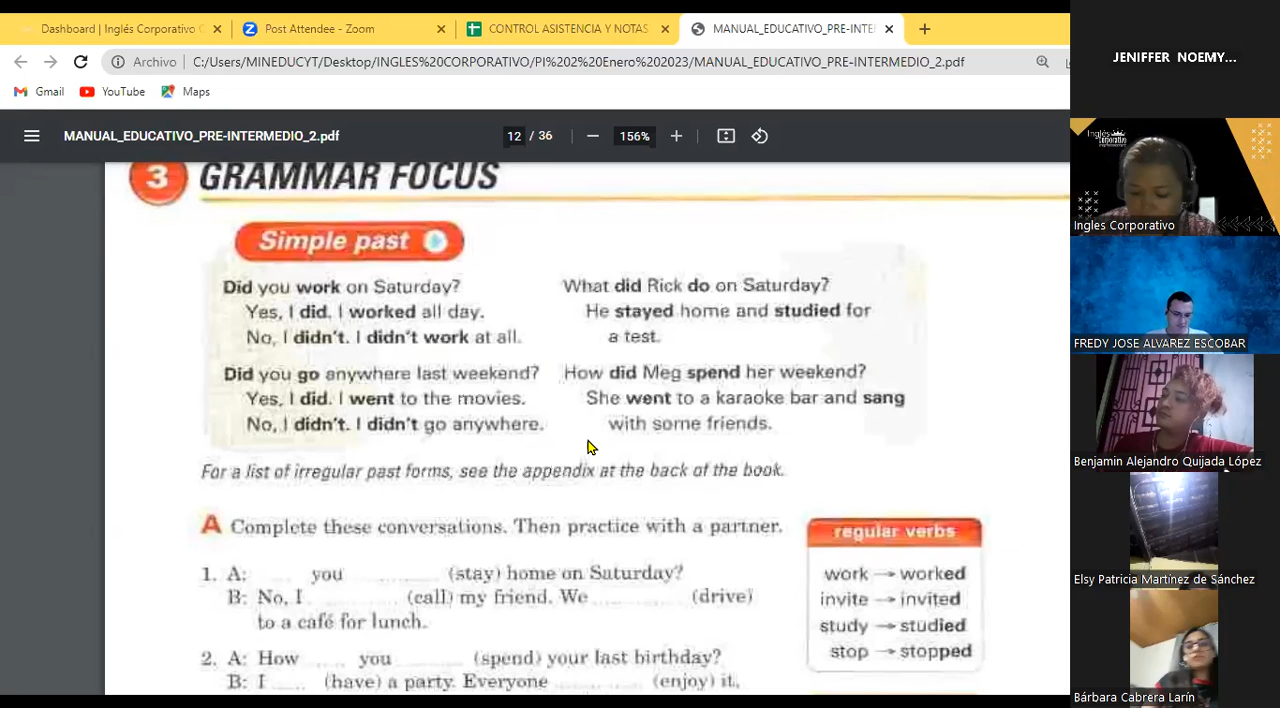 Dashboard | Inglés Corporativo
Post Attendee - Zoom
CONTROL ASISTENCIA Y NOTAS
MANUAL_EDUCATIVO_PRE-INTER
Archivo
C:/Users/MINEDUCYT/Desktop/INGLES%20CORPORATIVO/PI%202%20Enero%202023/MANUAL_EDUCATIVO_PRE-INTERMEDIO_2.pdf
Gmail
YouTube
Maps
MANUAL_EDUCATIVO_PRE-INTERMEDIO_2.pdf
12 / 36
156%
3 GRAMMAR FOCUS
Simple past
Did you work on Saturday?
Yes, I did. I worked all day.
No, I didn't. I didn't work at all.
Did you go anywhere last weekend?
Yes, I did. I went to the movies.
No, I didn't. I didn't go anywhere.
What did Rick do on Saturday?
He stayed home and studied for
a test.
How did Meg spend her weekend?
She went to a karaoke bar and sang
with some friends.
For a list of irregular past forms, see the appendix at the back of the book.
A Complete these conversations. Then practice with a partner.
1. A: ..... you .......... (stay) home on Saturday?
B: No, I .......... (call) my friend. We .......... (drive)
to a café for lunch.
2. A: How ..... you .......... (spend) your last birthday?
B: I ..... (have) a party. Everyone .......... (enjoy) it,
regular verbs
work → worked
invite → invited
study → studied
stop → stopped
JENIFFER NOEMY...
Inglés
Corporativo
Ingles Corporativo
FREDY JOSE ALVAREZ ESCOBAR
Benjamin Alejandro Quijada López
Elsy Patricia Martínez de Sánchez
Bárbara Cabrera Larín